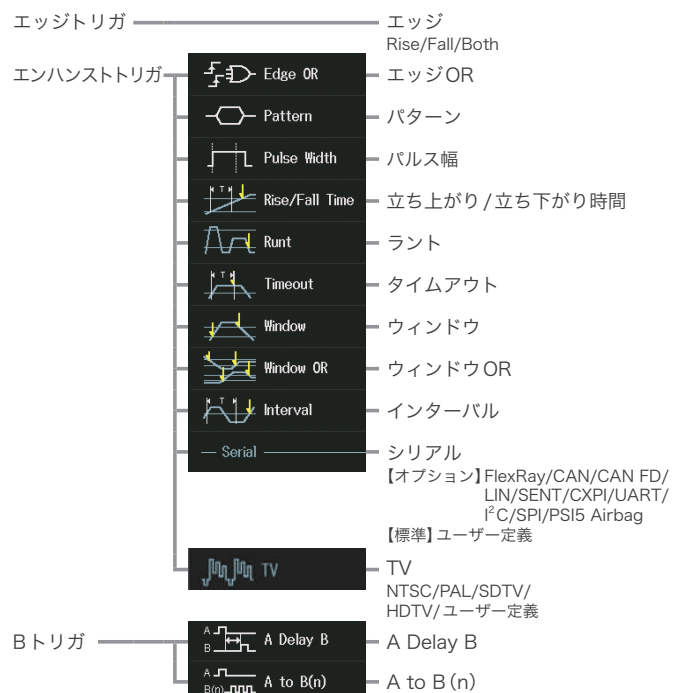 エッジトリガ エッジ
Rise/Fall/Both
エンハンストトリガ Edge OR エッジOR
Pattern パターン
Pulse Width パルス幅
T Rise/Fall Time 立ち上がり/立ち下がり時間
Runt ラント
T Timeout タイムアウト
Window ウィンドウ
Window OR ウィンドウOR
T Interval インターバル
Serial シリアル
【オプション】FlexRay/CAN/CAN FD/
LIN/SENT/CXPI/UART/
I²C/SPI/PSI5 Airbag
【標準】ユーザー定義
TV TV
NTSC/PAL/SDTV/
HDTV/ユーザー定義
Bトリガ A B A Delay B A Delay B
A B(n) A to B(n) A to B(n)